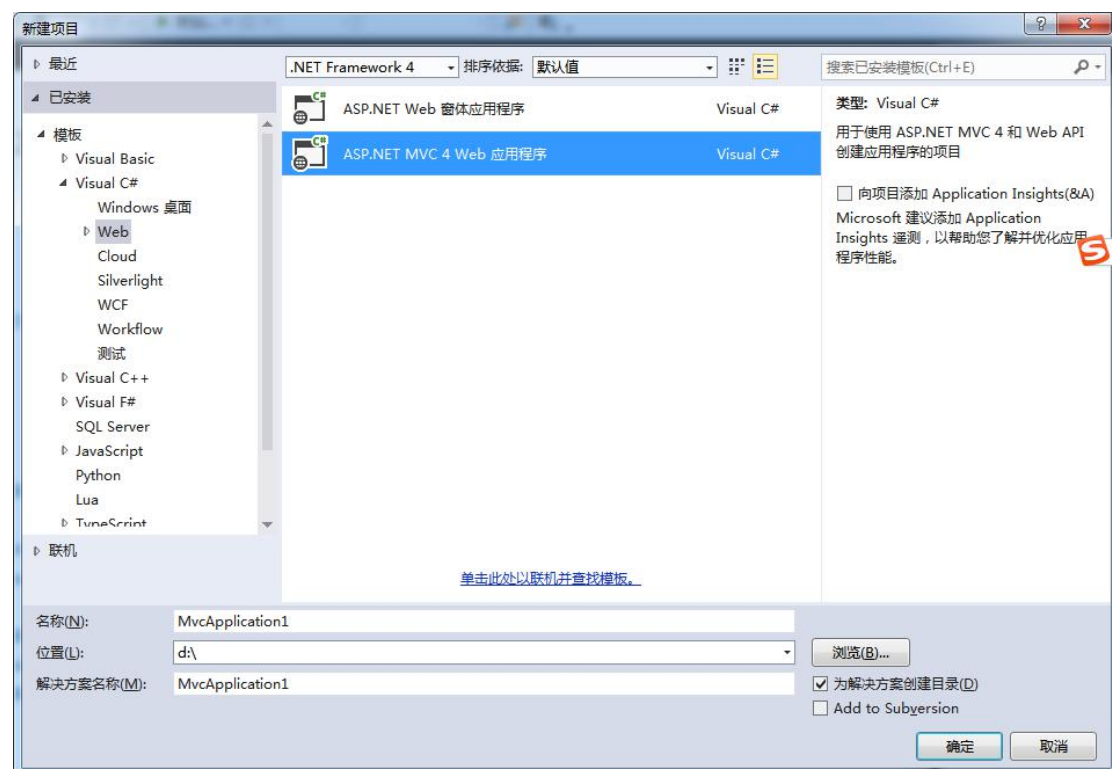 新建项目
最近
已安装
模板
Visual Basic
Visual C#
Windows 桌面
Web
Cloud
Silverlight
WCF
Workflow
测试
Visual C++
Visual F#
SQL Server
JavaScript
Python
Lua
TypeScript
联机
.NET Framework 4 排序依据: 默认值
ASP.NET Web 窗体应用程序 Visual C#
ASP.NET MVC 4 Web 应用程序 Visual C#
单击此处以联机并查找模板。
搜索已安装模板(Ctrl+E)
类型: Visual C#
用于使用 ASP.NET MVC 4 和 Web API
创建应用程序的项目
向项目添加 Application Insights(&A)
Microsoft 建议添加 Application
Insights 遥测，以帮助您了解并优化应用
程序性能。
名称(N): MvcApplication1
位置(L): d:\ 浏览(B)...
解决方案名称(M): MvcApplication1 为解决方案创建目录(D)
Add to Subversion
确定 取消